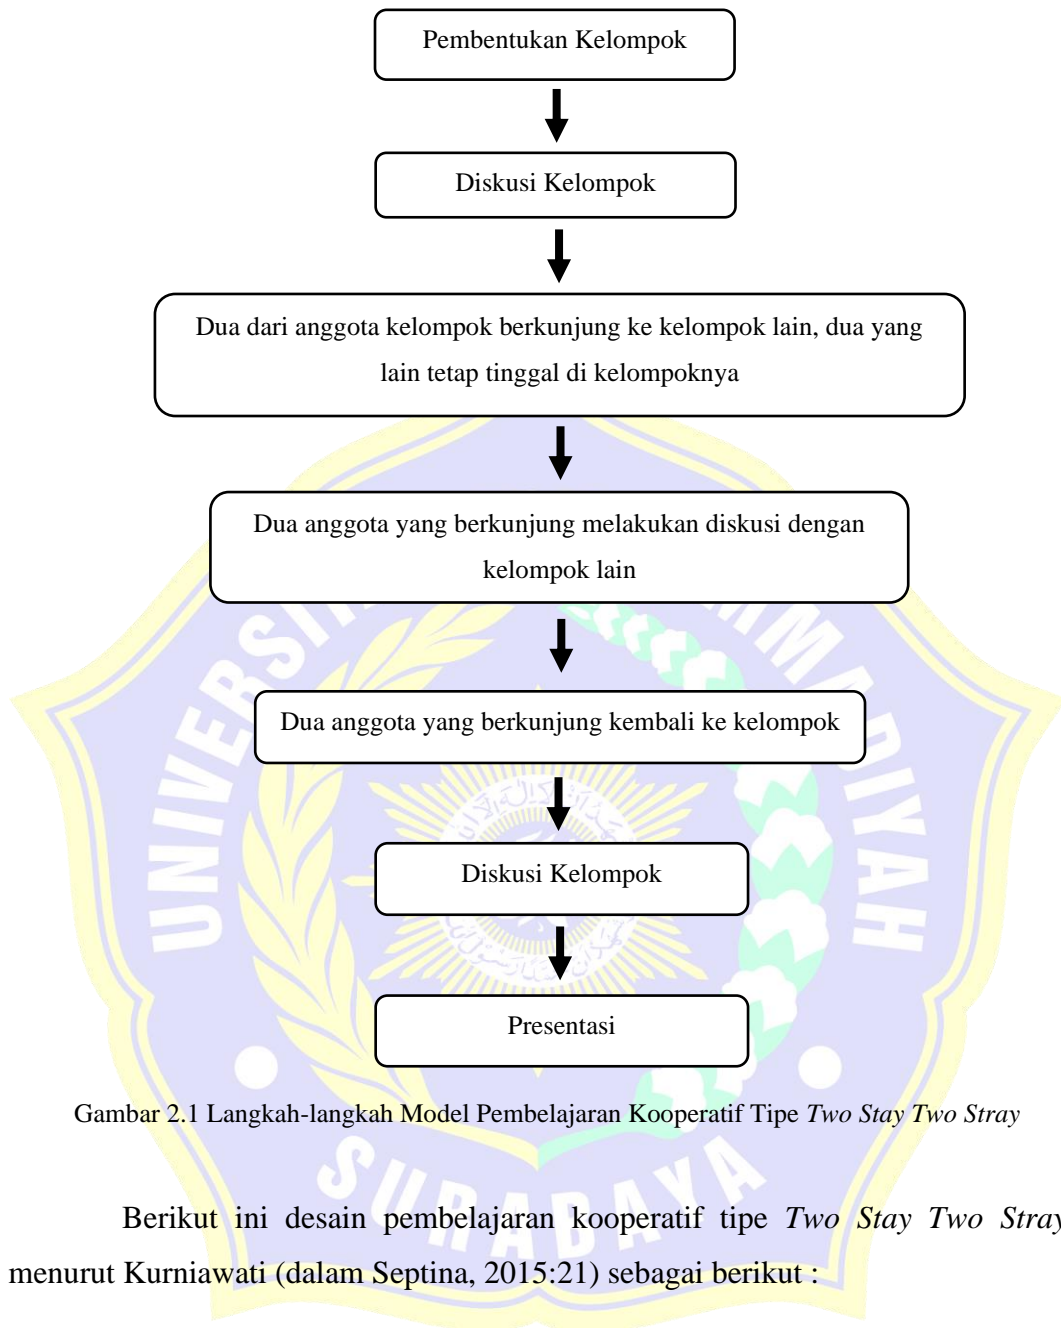 Pembentukan Kelompok
Diskusi Kelompok
Dua dari anggota kelompok berkunjung ke kelompok lain, dua yang
lain tetap tinggal di kelompoknya
Dua anggota yang berkunjung melakukan diskusi dengan
kelompok lain
Dua anggota yang berkunjung kembali ke kelompok
Diskusi Kelompok
Presentasi
Gambar 2.1 Langkah-langkah Model Pembelajaran Kooperatif Tipe Two Stay Two Stray
Berikut ini desain pembelajaran kooperatif tipe Two Stay Two Stray
menurut Kurniawati (dalam Septina, 2015:21) sebagai berikut :
SURABAYA